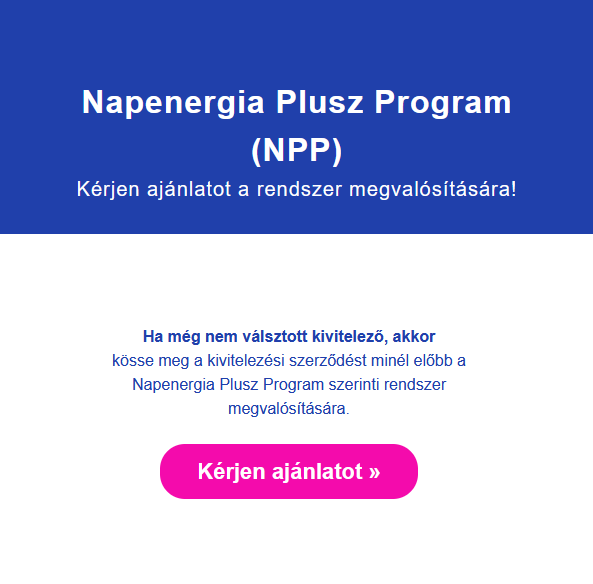 Napenergia Plusz Program
(NPP)
Kérjen ajánlatot a rendszer megvalósítására!
Ha még nem válsztott kivitelező, akkor
kösse meg a kivitelezési szerződést minél előbb a
Napenergia Plusz Program szerinti rendszer
megvalósítására.
Kérjen ajánlatot »